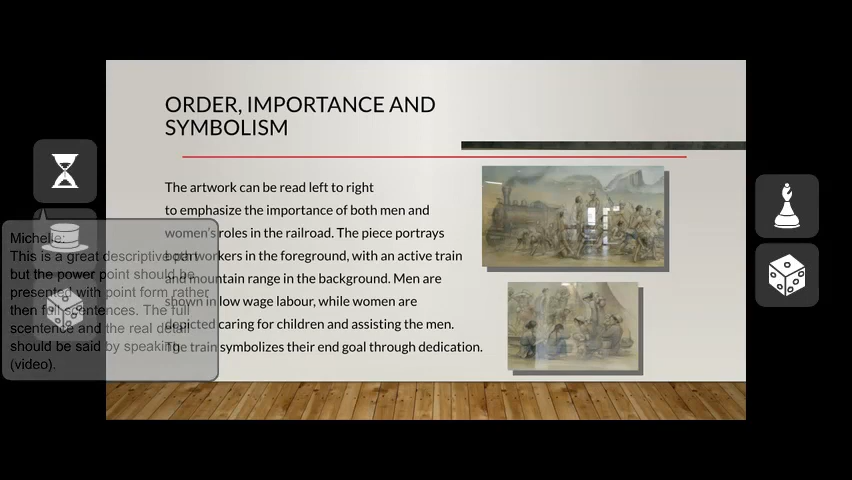 ORDER, IMPORTANCE AND
SYMBOLISM
The artwork can be read left to right
to emphasize the importance of both men and
women's roles in the railroad. The piece portrays
both workers in the foreground, with an active train
and mountain range in the background. Men are
shown in low wage labour, while women are
depicted caring for children and assisting the men.
The train symbolizes their end goal through dedication.
Michelle:
This is a great descriptive part
but the power point should be
presented with point form rather
then full scentences. The full
scentence and the real detail
should be said by speaking
(video).